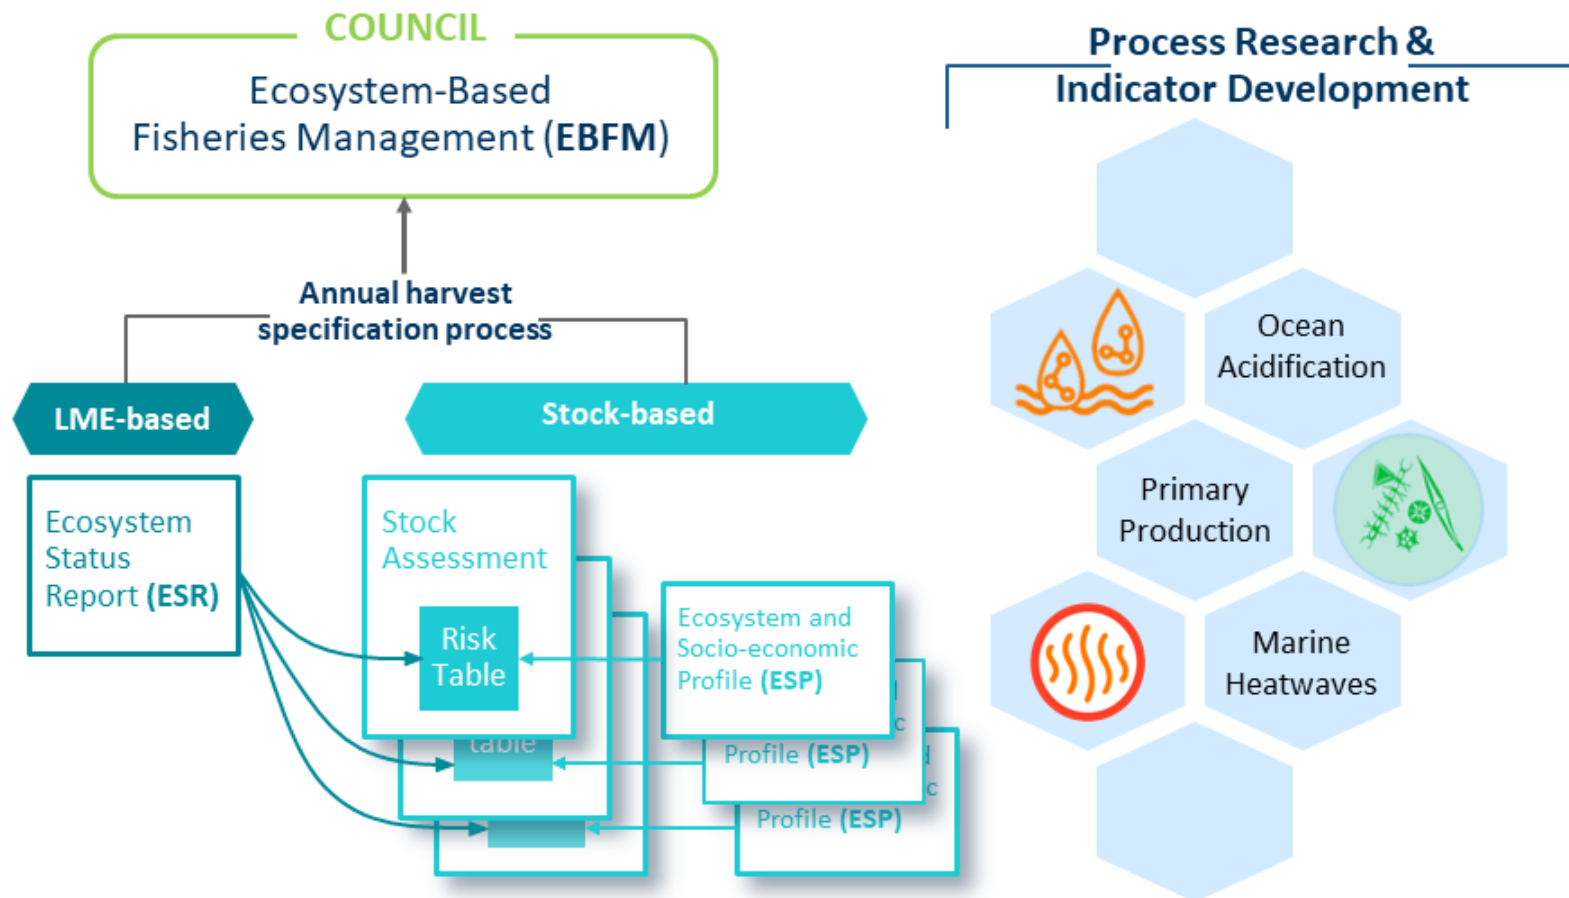 COUNCIL
Ecosystem-Based
Fisheries Management (EBFM)
Annual harvest
specification process
LME-based
Stock-based
Ecosystem
Status
Report (ESR)
Stock
Assessment
Risk
Table
table
Ecosystem and
Socio-economic
Profile (ESP)
d
c
Profile (ESP)
d
c
Profile (ESP)
Process Research &
Indicator Development
Ocean
Acidification
Primary
Production
Marine
Heatwaves